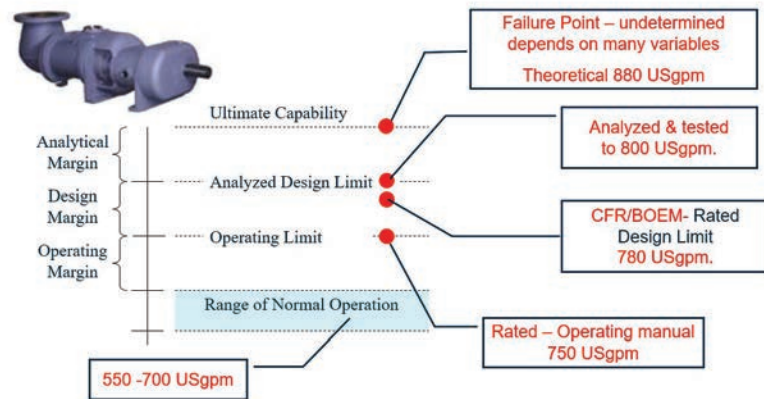 Failure Point – undetermined
depends on many variables
Theoretical 880 USgpm
Ultimate Capability
Analytical
Margin
Analyzed & tested
to 800 USgpm.
Analyzed Design Limit
Design
Margin
CFR/BOEM- Rated
Design Limit
780 USgpm.
Operating Limit
Operating
Margin
Range of Normal Operation
Rated – Operating manual
750 USgpm
550 -700 USgpm